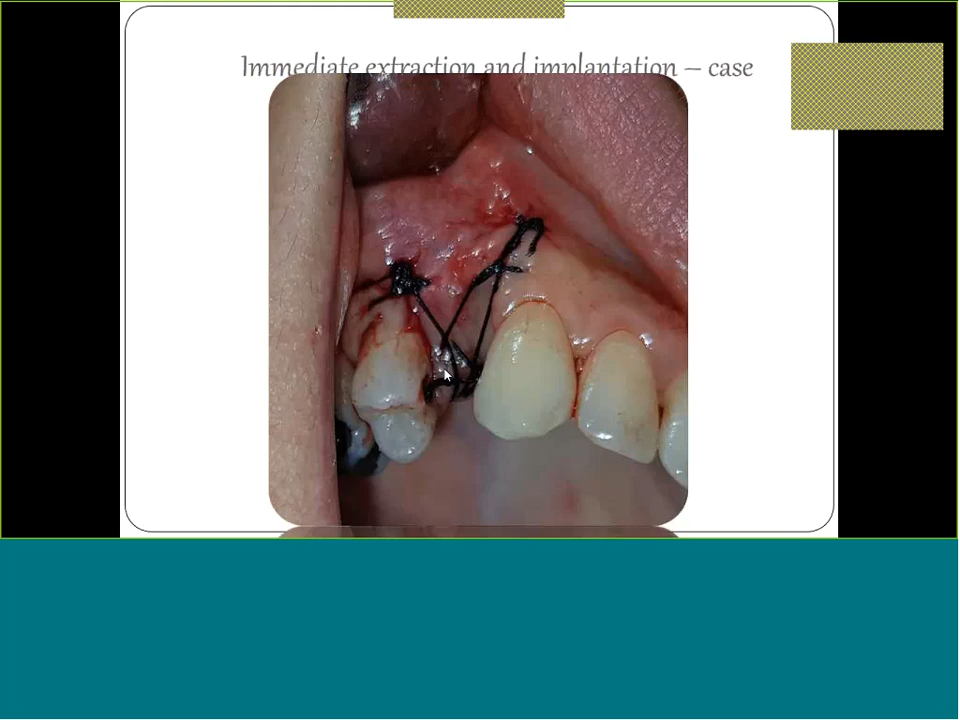 Immediate extraction and implantation – case